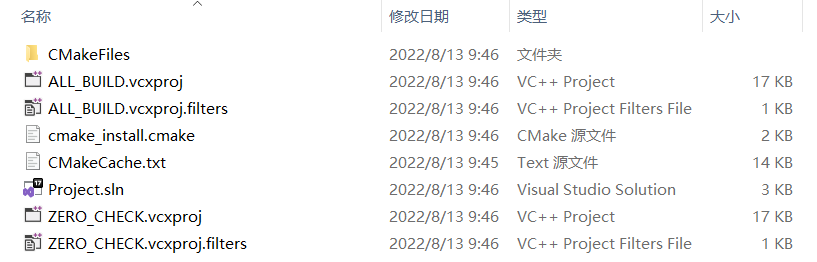 名称 修改日期 类型 大小
CMakeFiles 2022/8/13 9:46 文件夹
ALL_BUILD.vcxproj 2022/8/13 9:46 VC++ Project 17 KB
ALL_BUILD.vcxproj.filters 2022/8/13 9:46 VC++ Project Filters File 1 KB
cmake_install.cmake 2022/8/13 9:46 CMake 源文件 2 KB
CMakeCache.txt 2022/8/13 9:45 Text 源文件 14 KB
Project.sln 2022/8/13 9:46 Visual Studio Solution 3 KB
ZERO_CHECK.vcxproj 2022/8/13 9:46 VC++ Project 17 KB
ZERO_CHECK.vcxproj.filters 2022/8/13 9:46 VC++ Project Filters File 1 KB